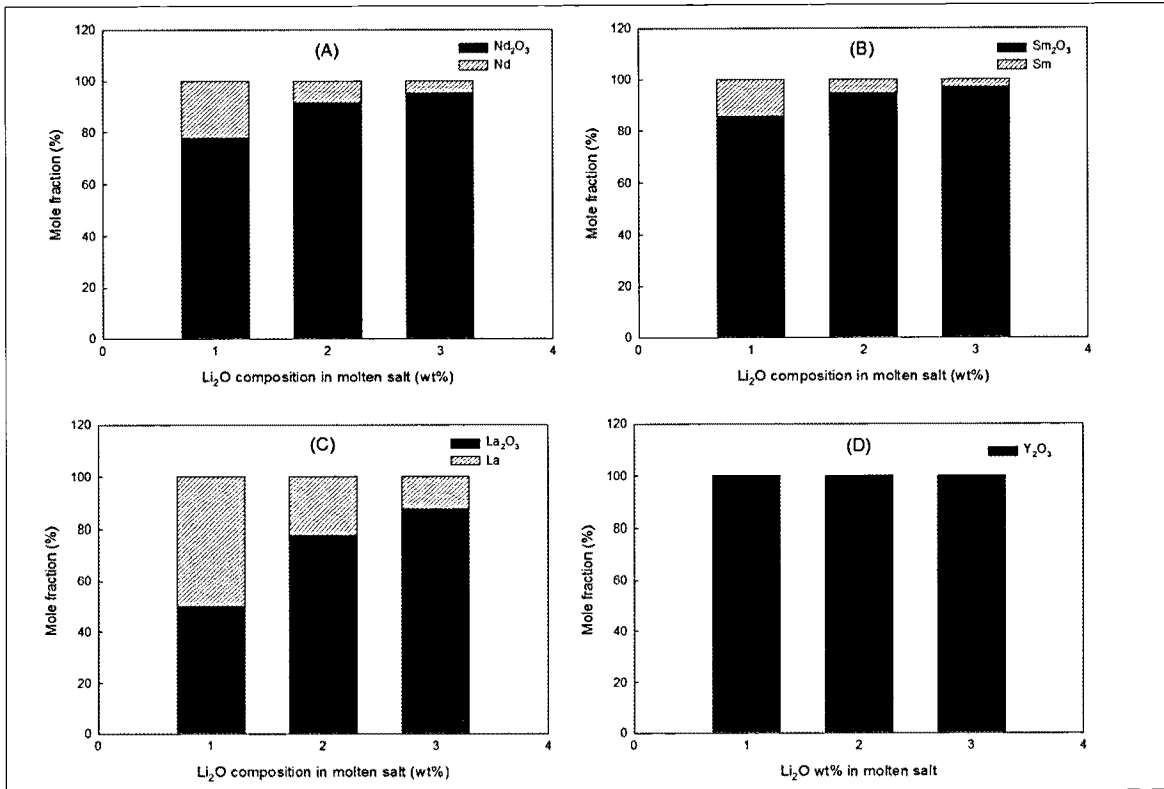 (A)
Nd₂O₃
Nd
120
100
80
60
40
20
0
Mole fraction (%)
0 1 2 3 4
Li₂O composition in molten salt (wt%)
(B)
Sm₂O₃
Sm
120
100
80
60
40
20
0
Mole fraction (%)
0 1 2 3 4
Li₂O composition in molten salt (wt%)
(C)
La₂O₃
La
120
100
80
60
40
20
0
Mole fraction (%)
0 1 2 3 4
Li₂O composition in molten salt (wt%)
(D)
Y₂O₃
120
100
80
60
40
20
0
Mole fraction (%)
0 1 2 3 4
Li₂O wt% in molten salt